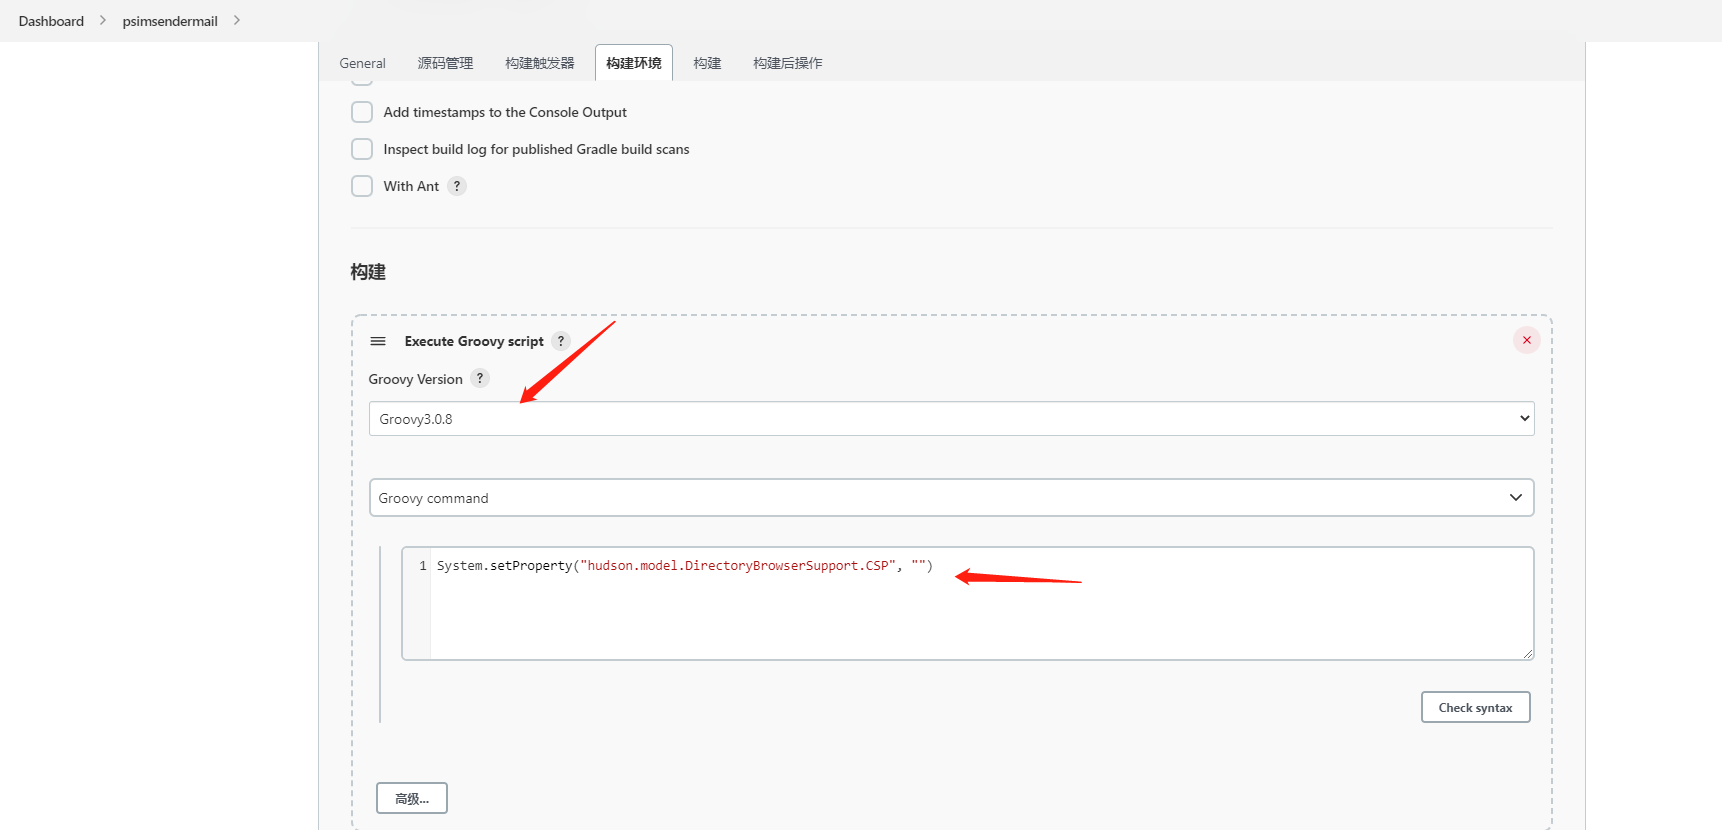 Dashboard > psimsendermail >
General 源码管理 构建触发器 构建环境 构建 构建后操作
Add timestamps to the Console Output
Inspect build log for published Gradle build scans
With Ant ?
构建
Execute Groovy script ?
Groovy Version ?
Groovy3.0.8
Groovy command
1 System.setProperty("hudson.model.DirectoryBrowserSupport.CSP", "")
Check syntax
高级...